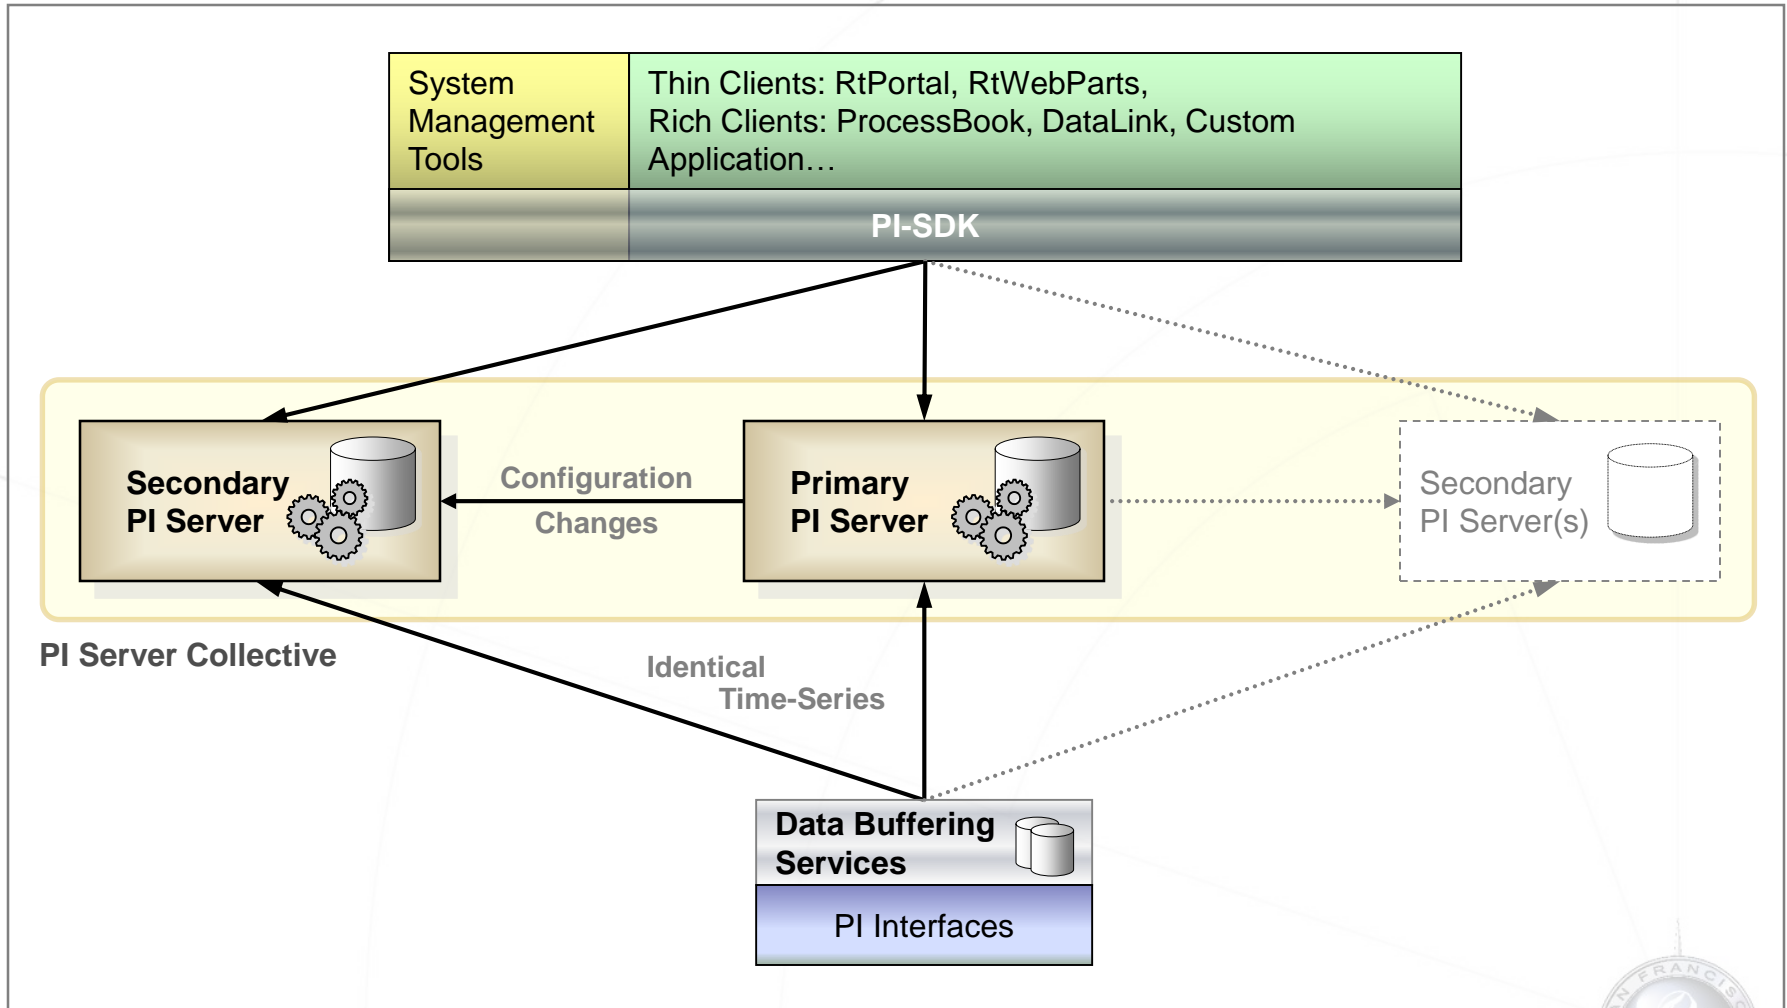 System
Management
Tools
Thin Clients: RtPortal, RtWebParts,
Rich Clients: ProcessBook, DataLink, Custom
Application…
PI-SDK
Secondary
PI Server
Configuration
Changes
Primary
PI Server
Secondary
PI Server(s)
PI Server Collective
Identical
Time-Series
Data Buffering
Services
PI Interfaces